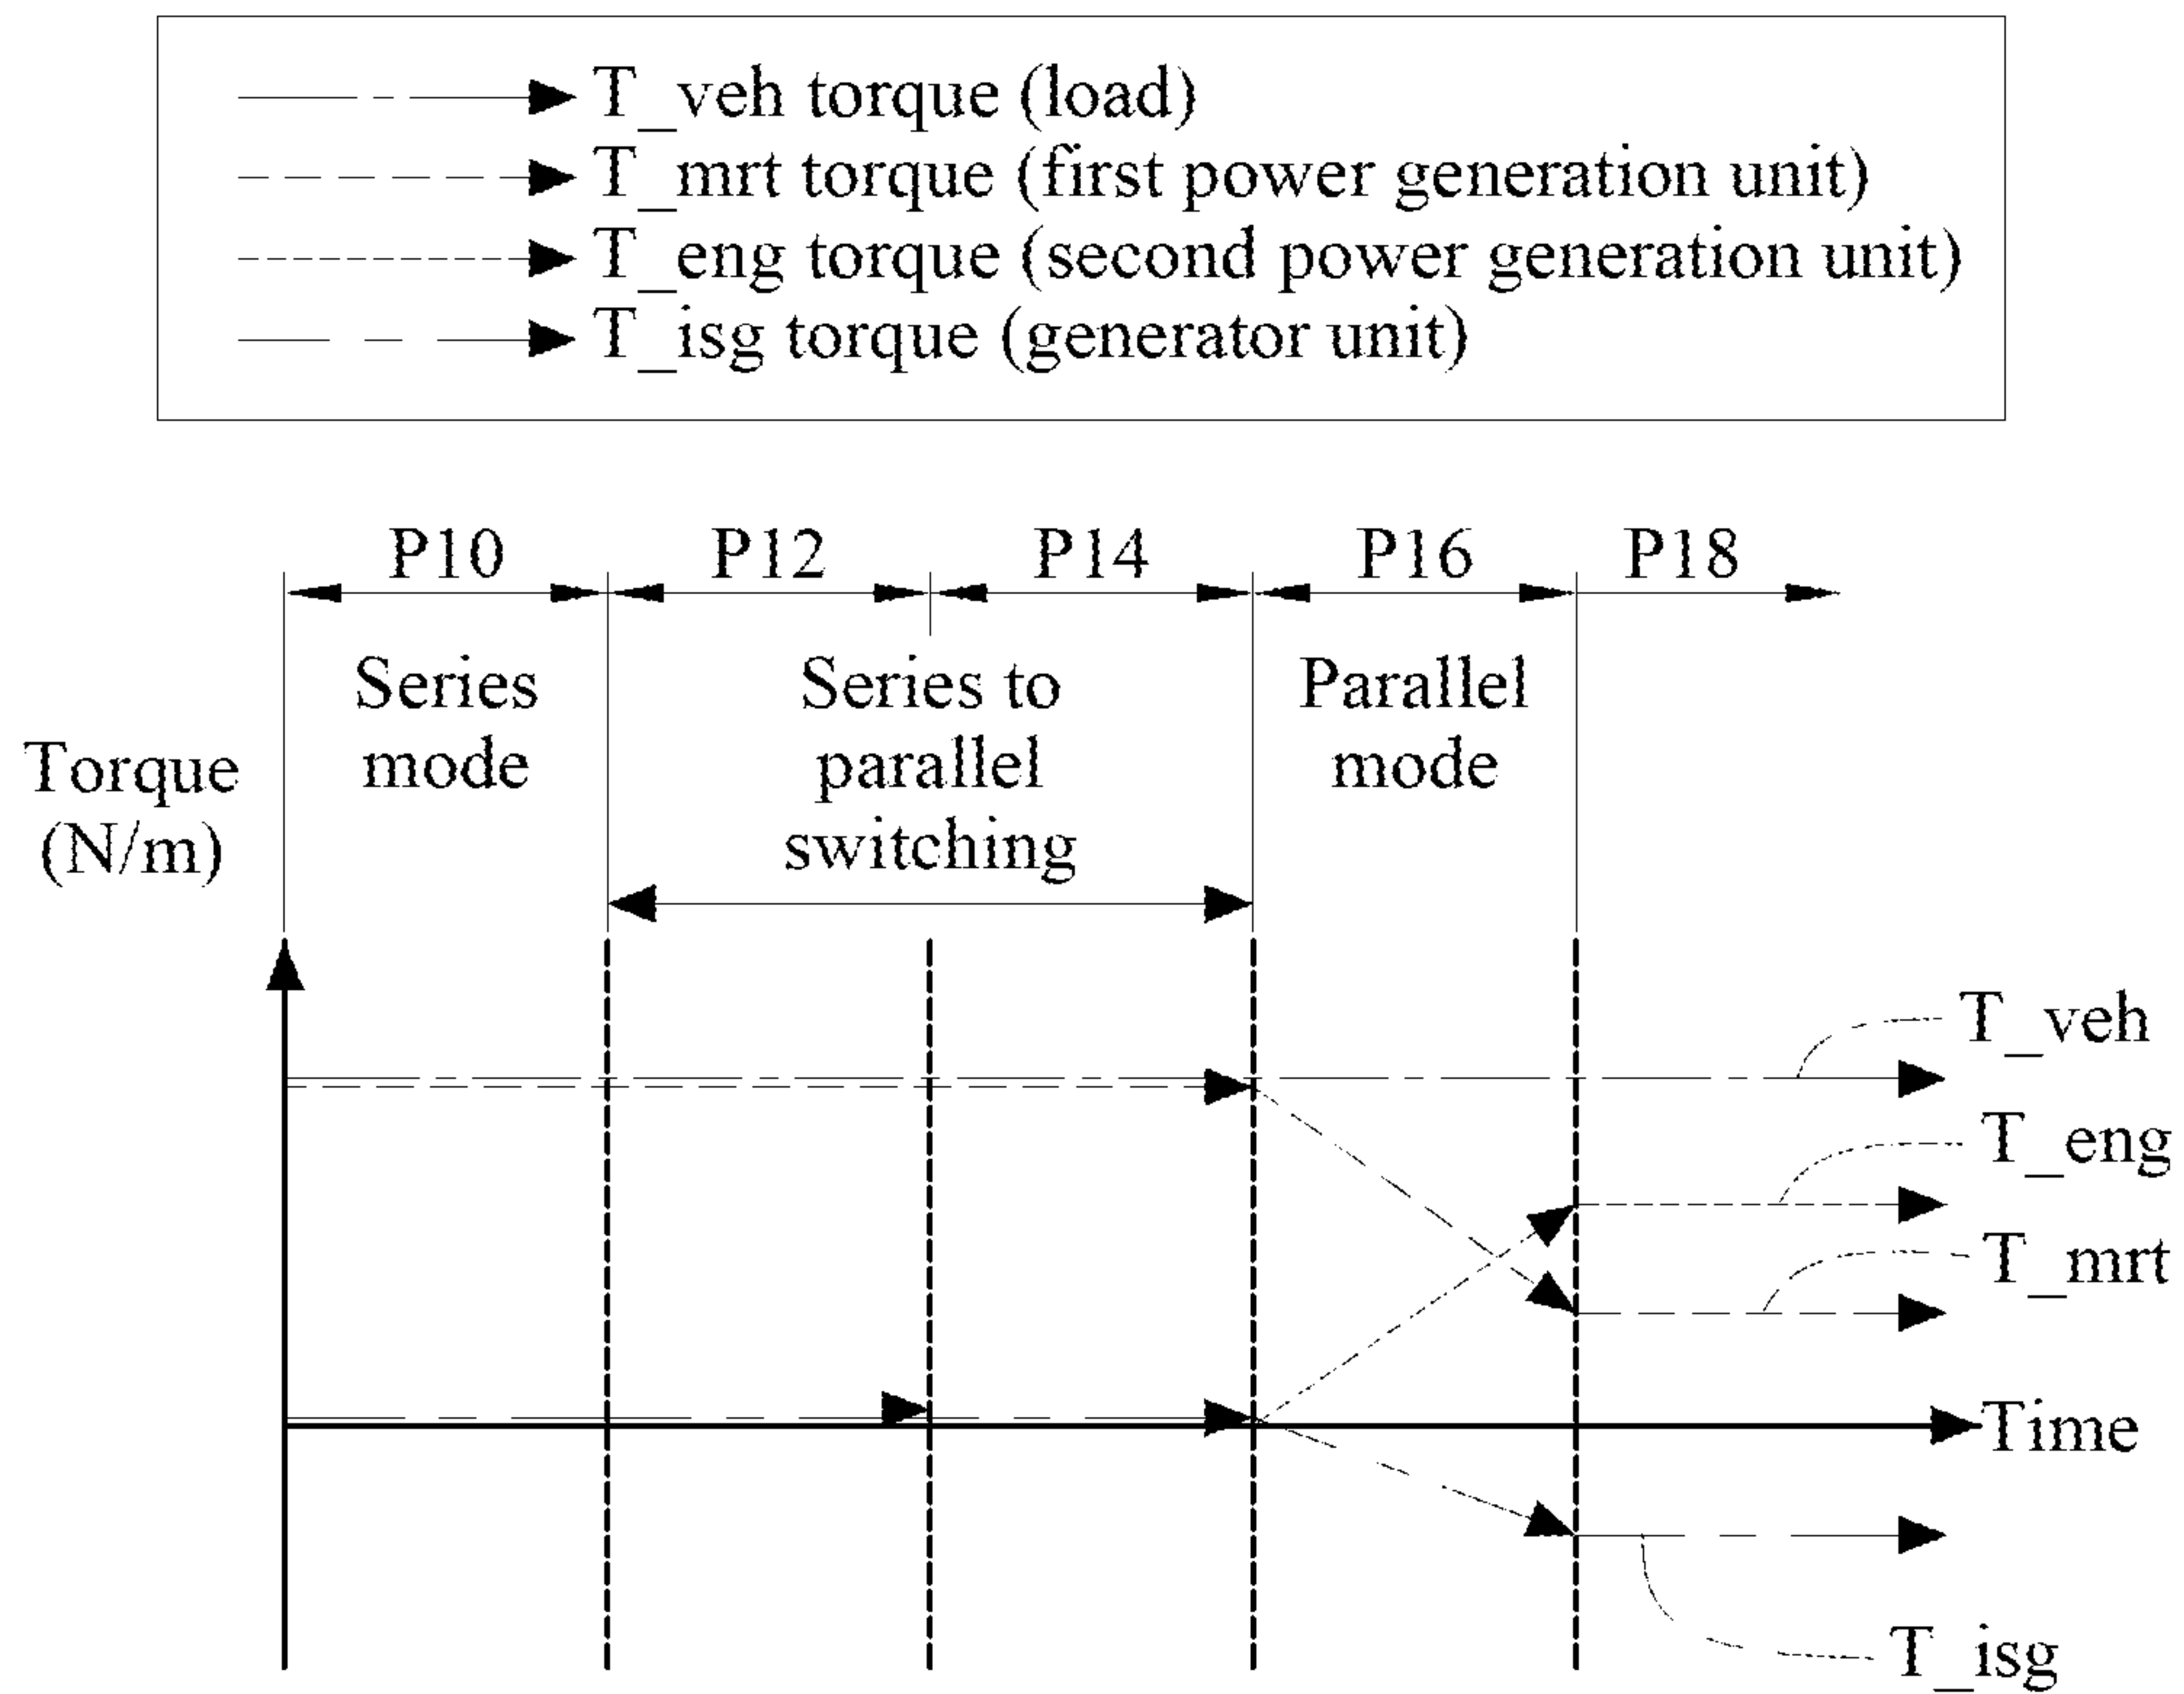 T_veh torque (load)
T_mrt torque (first power generation unit)
T_eng torque (second power generation unit)
T_isg torque (generator unit)
P10 P12 P14 P16 P18
Series
mode
Series to
parallel
switching
Parallel
mode
Torque
(N/m)
T_veh
T_eng
T_mrt
Time
T_isg